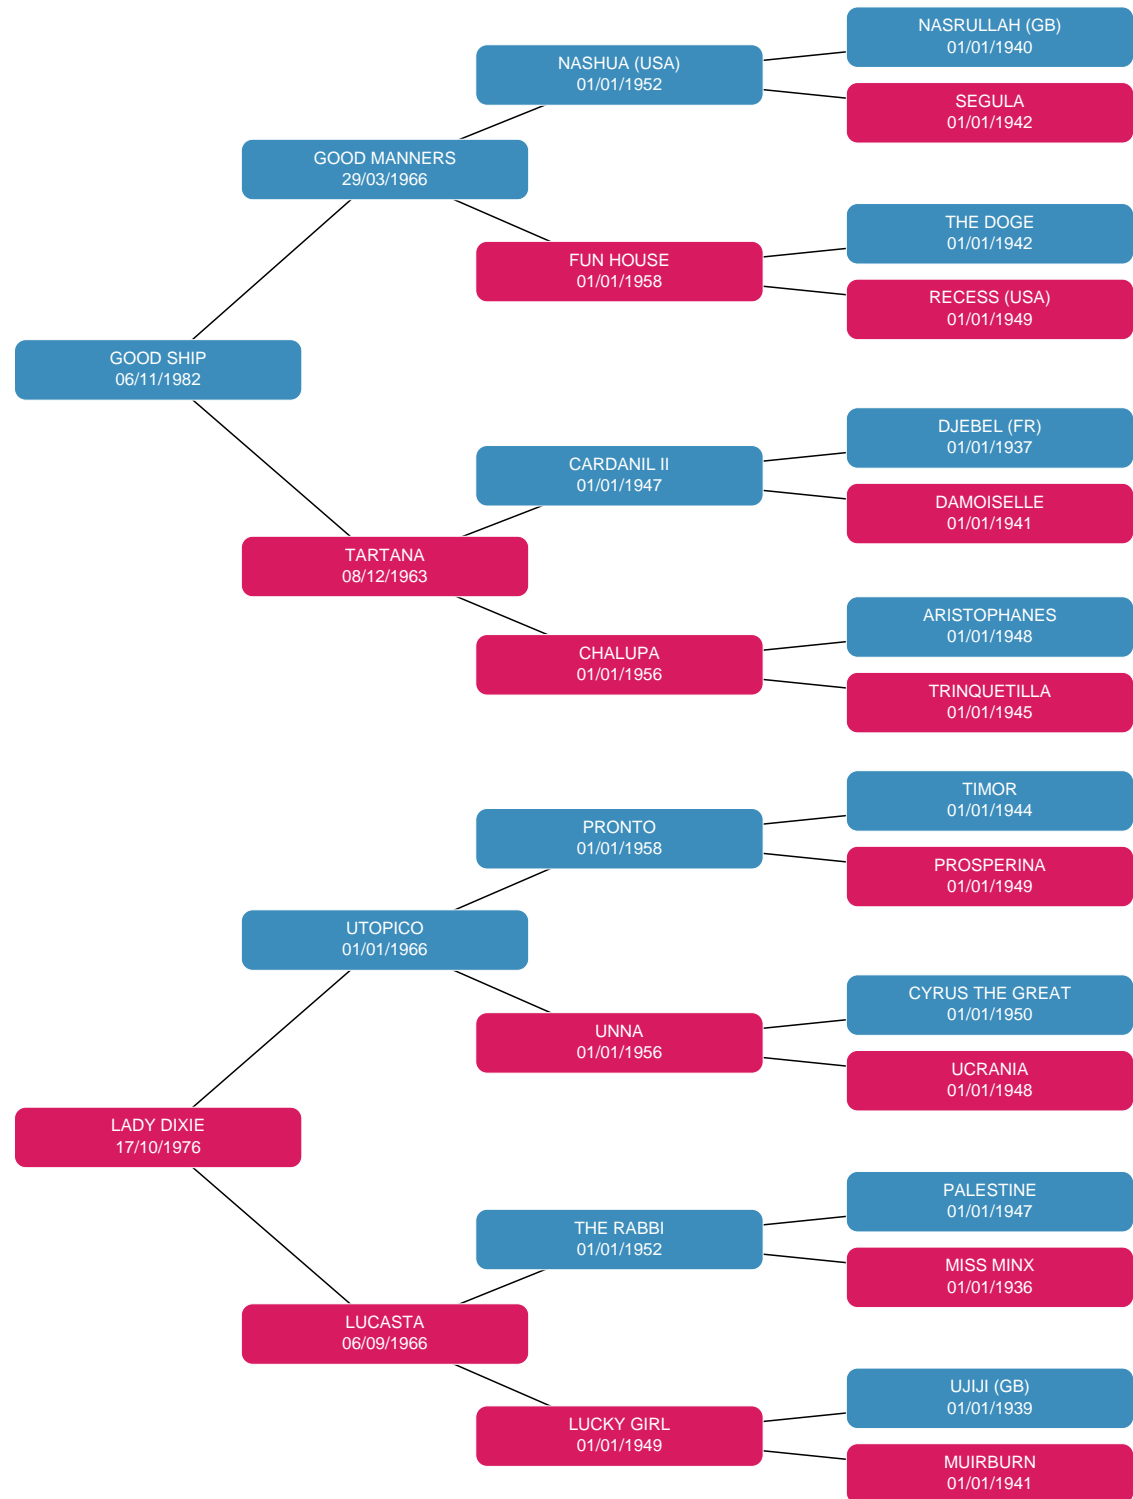 NASRULLAH (GB)
01/01/1940
NASHUA (USA)
01/01/1952
SEGULA
01/01/1942
GOOD MANNERS
29/03/1966
THE DOGE
01/01/1942
FUN HOUSE
01/01/1958
RECESS (USA)
01/01/1949
GOOD SHIP
06/11/1982
DJEBEL (FR)
01/01/1937
CARDANIL II
01/01/1947
DAMOISELLE
01/01/1941
TARTANA
08/12/1963
ARISTOPHANES
01/01/1948
CHALUPA
01/01/1956
TRINQUETILLA
01/01/1945
TIMOR
01/01/1944
PRONTO
01/01/1958
PROSPERINA
01/01/1949
UTOPICO
01/01/1966
CYRUS THE GREAT
01/01/1950
UNNA
01/01/1956
UCRANIA
01/01/1948
LADY DIXIE
17/10/1976
PALESTINE
01/01/1947
THE RABBI
01/01/1952
MISS MINX
01/01/1936
LUCASTA
06/09/1966
UJIJI (GB)
01/01/1939
LUCKY GIRL
01/01/1949
MUIRBURN
01/01/1941